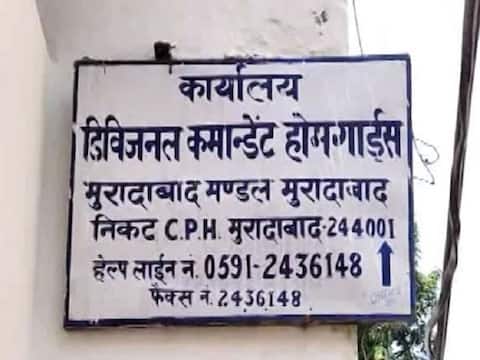 कार्यालय
डिविजनल कमान्डेंट होमगार्ड्स
मुरादाबाद मण्डल मुरादाबाद
निकट C.P.H. मुरादाबाद-244001
हेल्प लाईन नं. 0591-2436148
फैक्स नं. 2436148